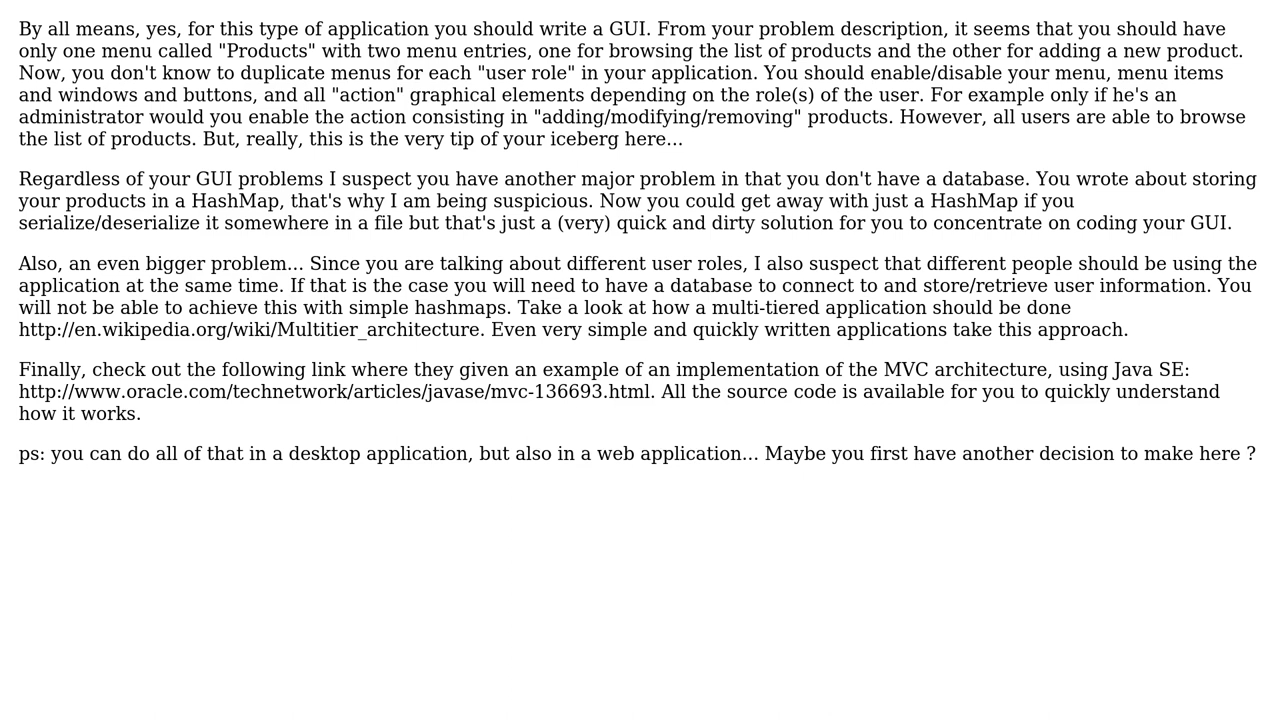 By all means, yes, for this type of application you should write a GUI. From your problem description, it seems that you should have
only one menu called "Products" with two menu entries, one for browsing the list of products and the other for adding a new product.
Now, you don't know to duplicate menus for each "user role" in your application. You should enable/disable your menu, menu items
and windows and buttons, and all "action" graphical elements depending on the role(s) of the user. For example only if he's an
administrator would you enable the action consisting in "adding/modifying/removing" products. However, all users are able to browse
the list of products. But, really, this is the very tip of your iceberg here...
Regardless of your GUI problems I suspect you have another major problem in that you don't have a database. You wrote about storing
your products in a HashMap, that's why I am being suspicious. Now you could get away with just a HashMap if you
serialize/deserialize it somewhere in a file but that's just a (very) quick and dirty solution for you to concentrate on coding your GUI.
Also, an even bigger problem... Since you are talking about different user roles, I also suspect that different people should be using the
application at the same time. If that is the case you will need to have a database to connect to and store/retrieve user information. You
will not be able to achieve this with simple hashmaps. Take a look at how a multi-tiered application should be done
http://en.wikipedia.org/wiki/Multitier_architecture. Even very simple and quickly written applications take this approach.
Finally, check out the following link where they given an example of an implementation of the MVC architecture, using Java SE:
http://www.oracle.com/technetwork/articles/javase/mvc-136693.html. All the source code is available for you to quickly understand
how it works.
ps: you can do all of that in a desktop application, but also in a web application... Maybe you first have another decision to make here ?